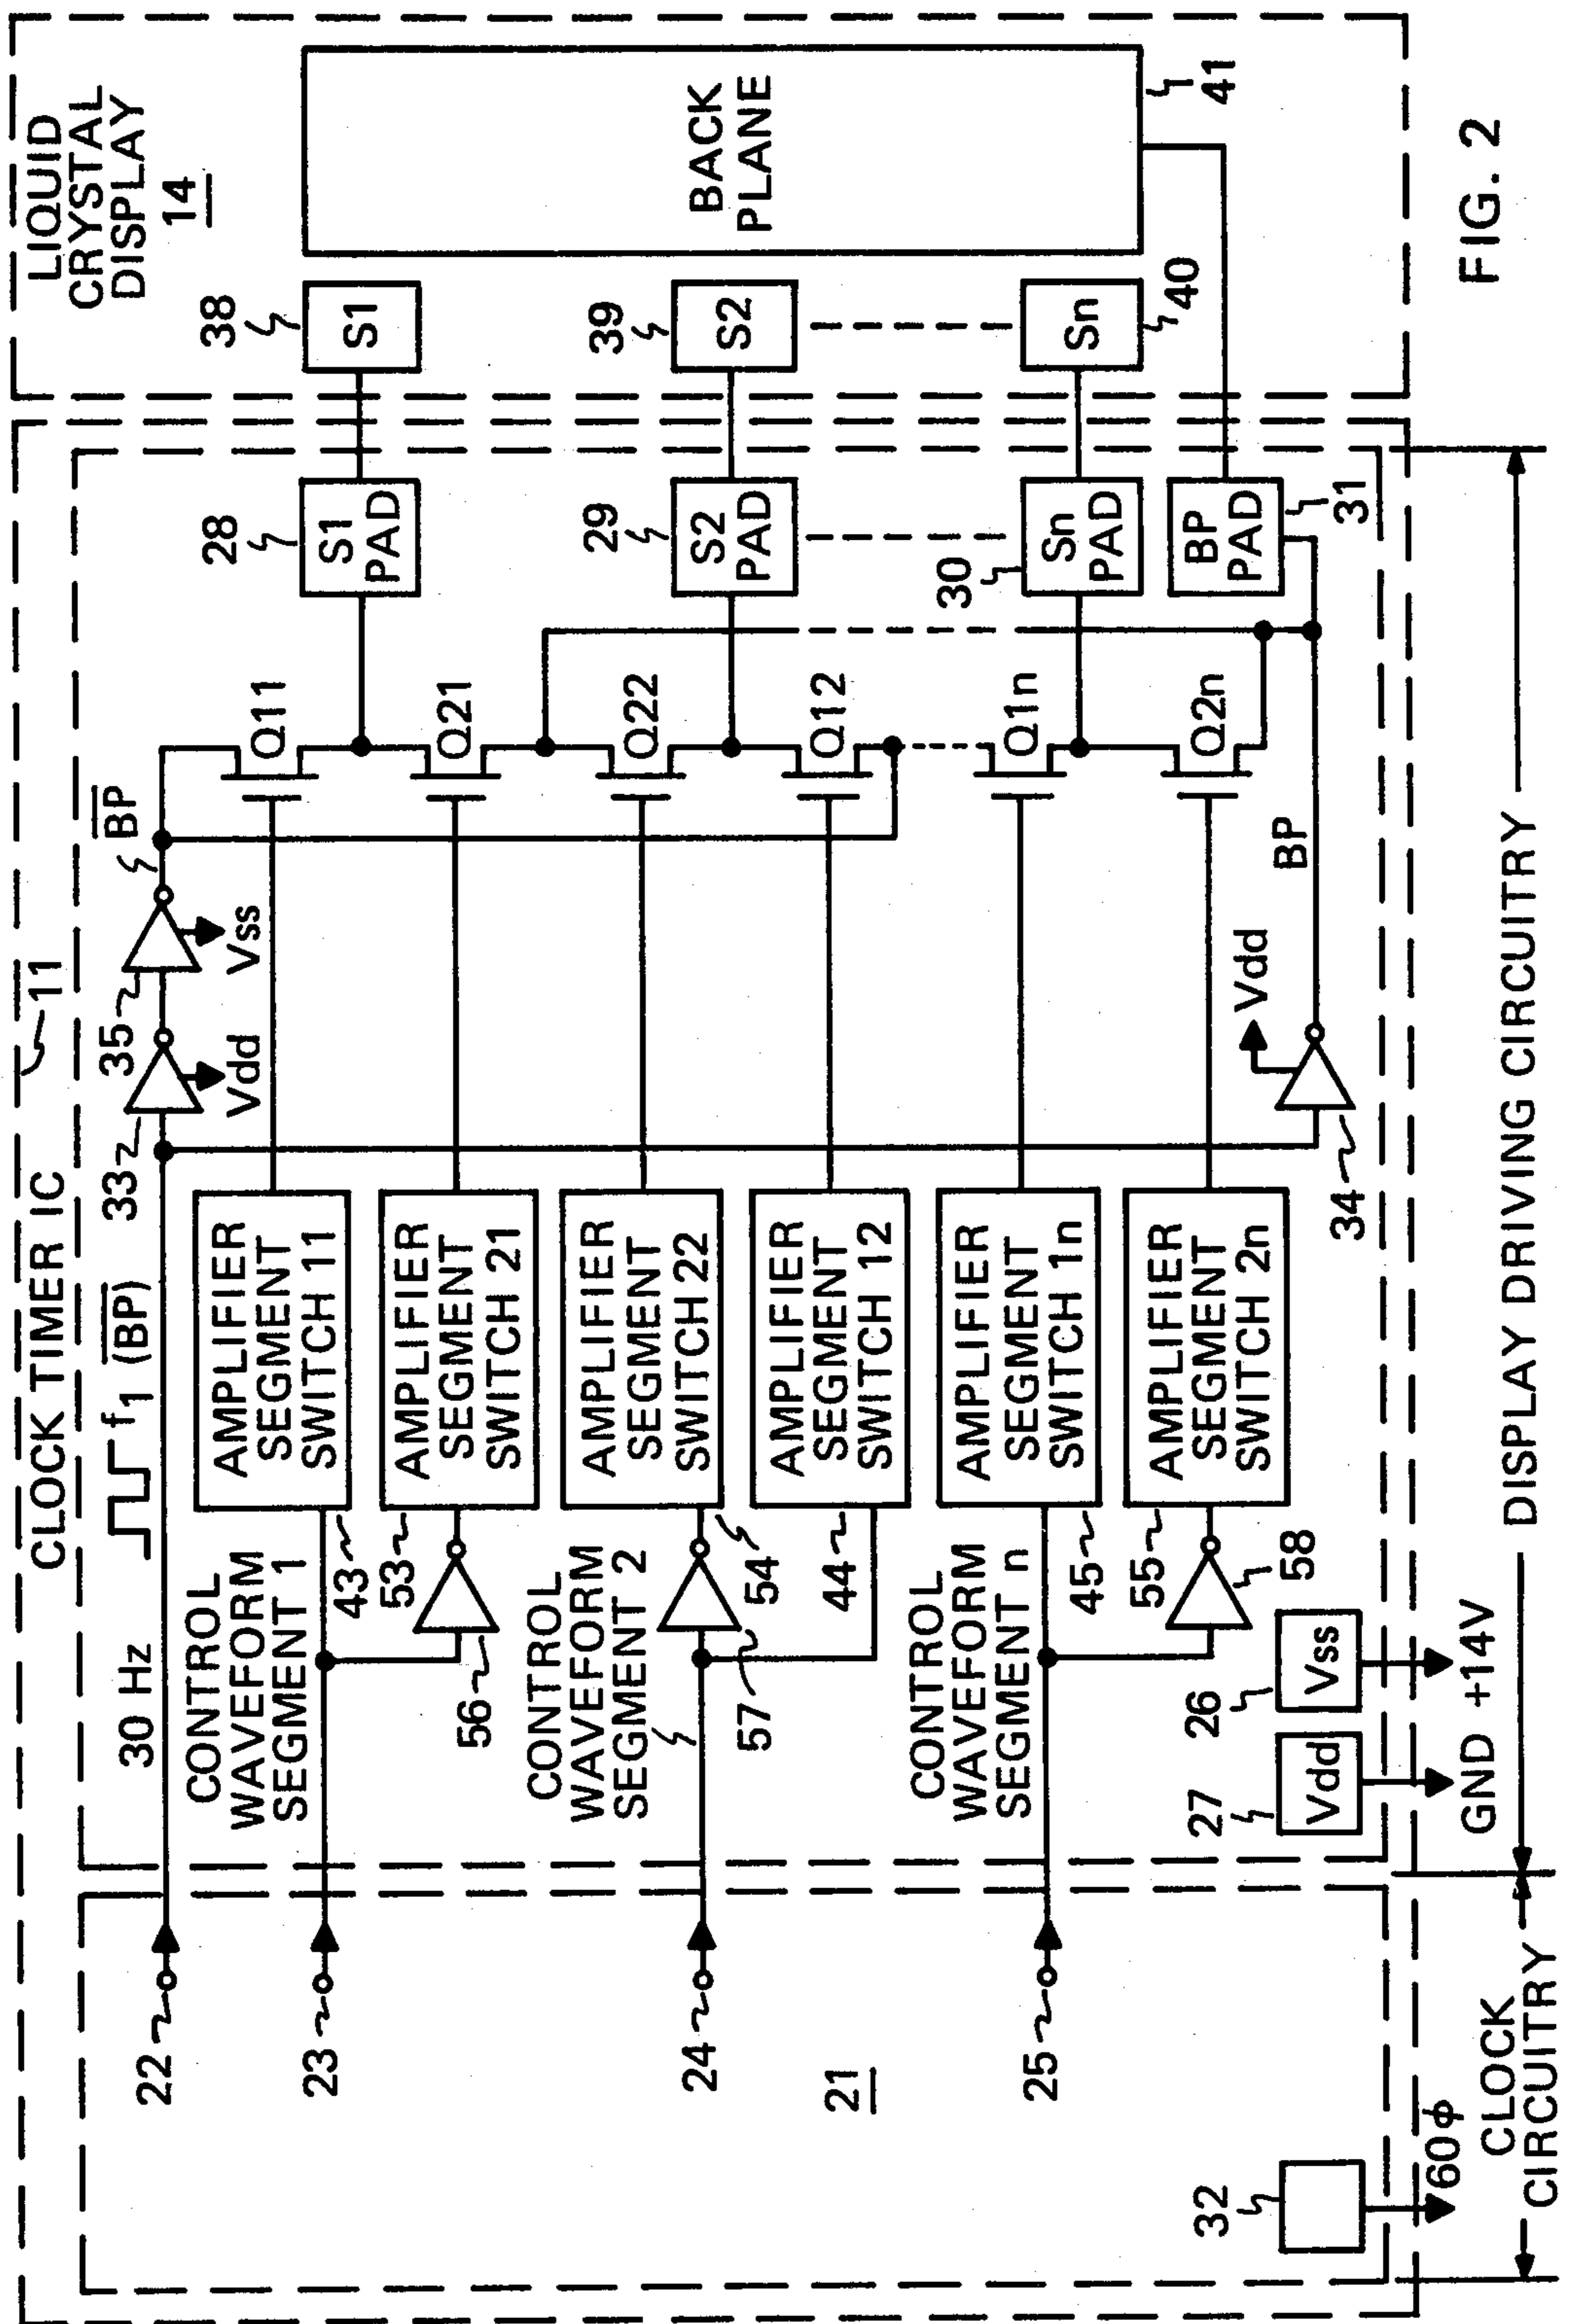 CLOCK TIMER IC
11
LIQUID
CRYSTAL
DISPLAY
14
30 Hz
f1 (BP)
33
35
Vdd
Vss
BP
22
23
24
25
21
CONTROL
WAVEFORM
SEGMENT 1
43
AMPLIFIER
SEGMENT
SWITCH 11
Q11
28
S1
PAD
38
S1
56
53
AMPLIFIER
SEGMENT
SWITCH 21
Q21
CONTROL
WAVEFORM
SEGMENT 2
57
54
AMPLIFIER
SEGMENT
SWITCH 22
Q22
29
S2
PAD
39
S2
44
AMPLIFIER
SEGMENT
SWITCH 12
Q12
BACK
PLANE
41
CONTROL
WAVEFORM
SEGMENT n
45
AMPLIFIER
SEGMENT
SWITCH 1n
Q1n
30
Sn
PAD
Sn
40
58
55
AMPLIFIER
SEGMENT
SWITCH 2n
Q2n
BP
PAD
31
34
Vdd
BP
32
60ϕ
27
Vdd
26
Vss
GND +14V
CLOCK
CIRCUITRY
DISPLAY DRIVING CIRCUITRY
FIG. 2